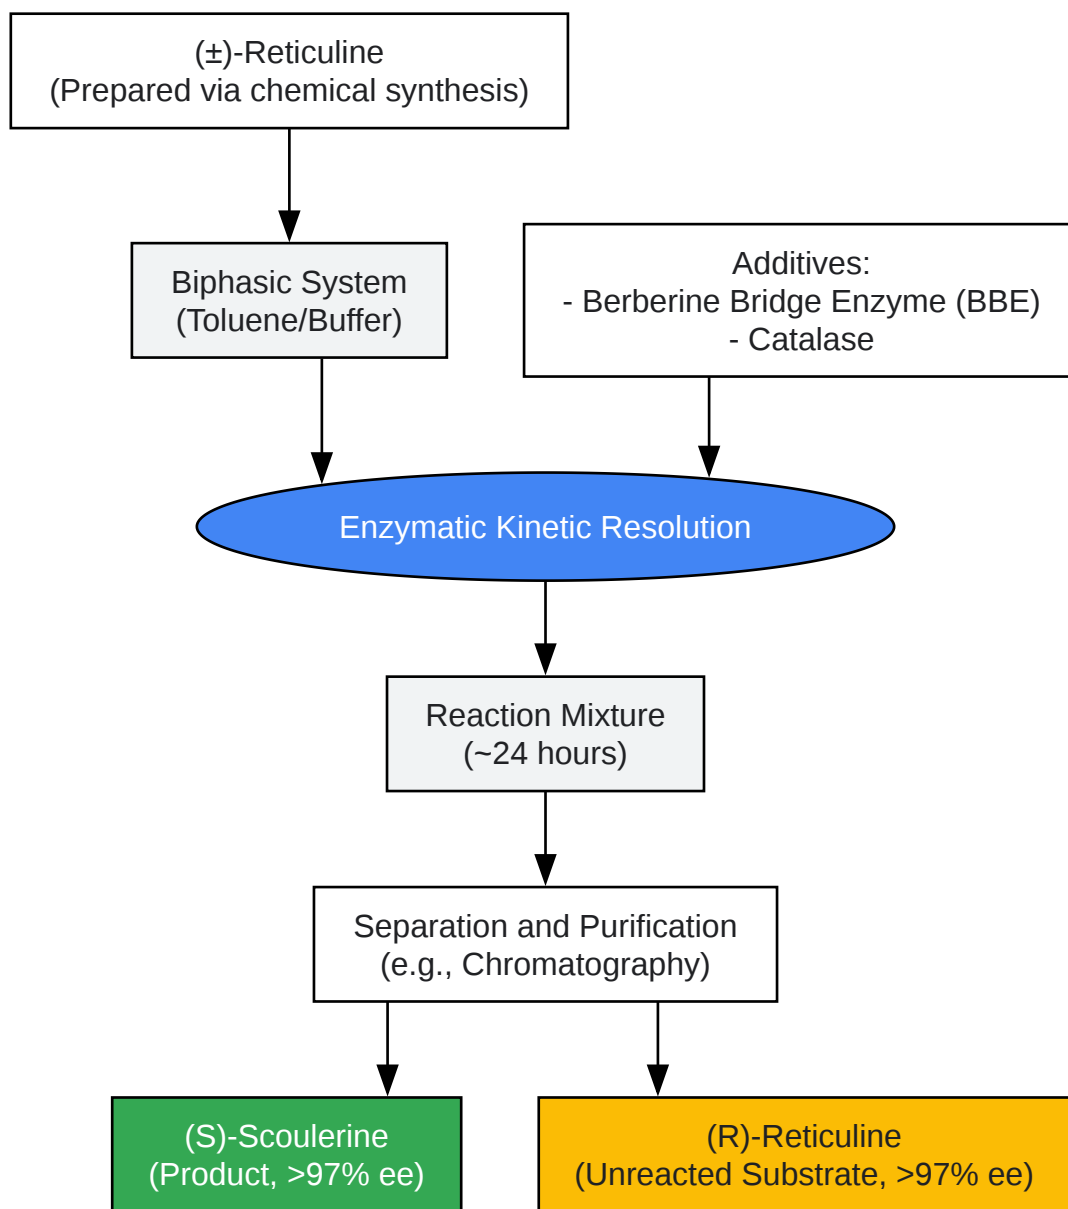 (±)-Reticuline
(Prepared via chemical synthesis)
Biphasic System
(Toluene/Buffer)
Additives:
- Berberine Bridge Enzyme (BBE)
- Catalase
Enzymatic Kinetic Resolution
Reaction Mixture
(~24 hours)
Separation and Purification
(e.g., Chromatography)
(S)-Scoulerine
(Product, >97% ee)
(R)-Reticuline
(Unreacted Substrate, >97% ee)